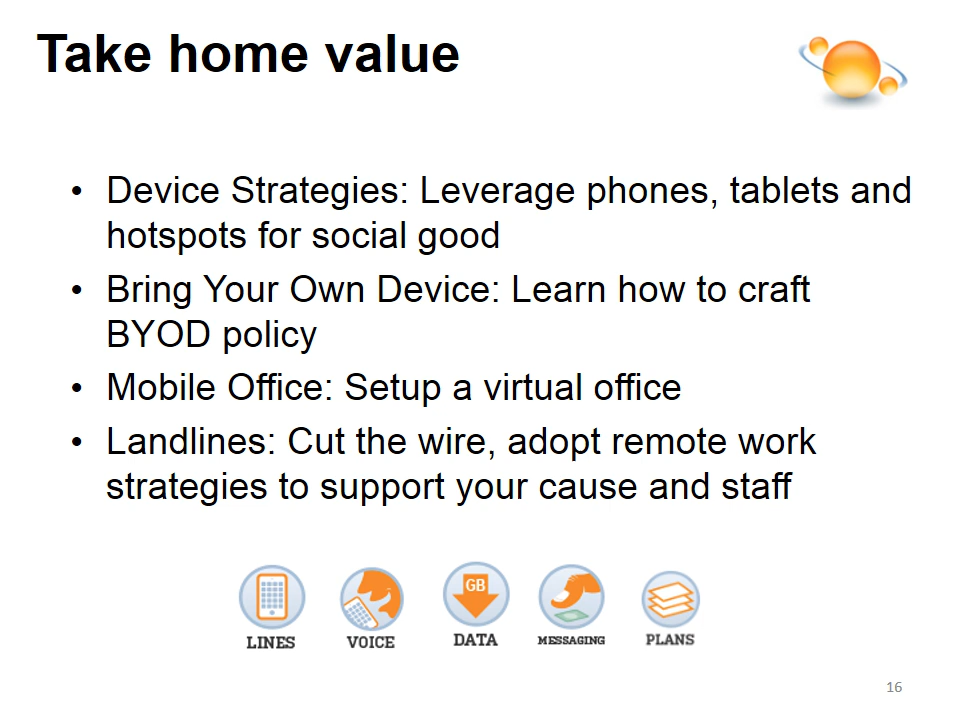 Take home value
• Device Strategies: Leverage phones, tablets and
hotspots for social good
• Bring Your Own Device: Learn how to craft
BYOD policy
• Mobile Office: Setup a virtual office
• Landlines: Cut the wire, adopt remote work
strategies to support your cause and staff
GB
LINES VOICE DATA MESSAGING PLANS
16